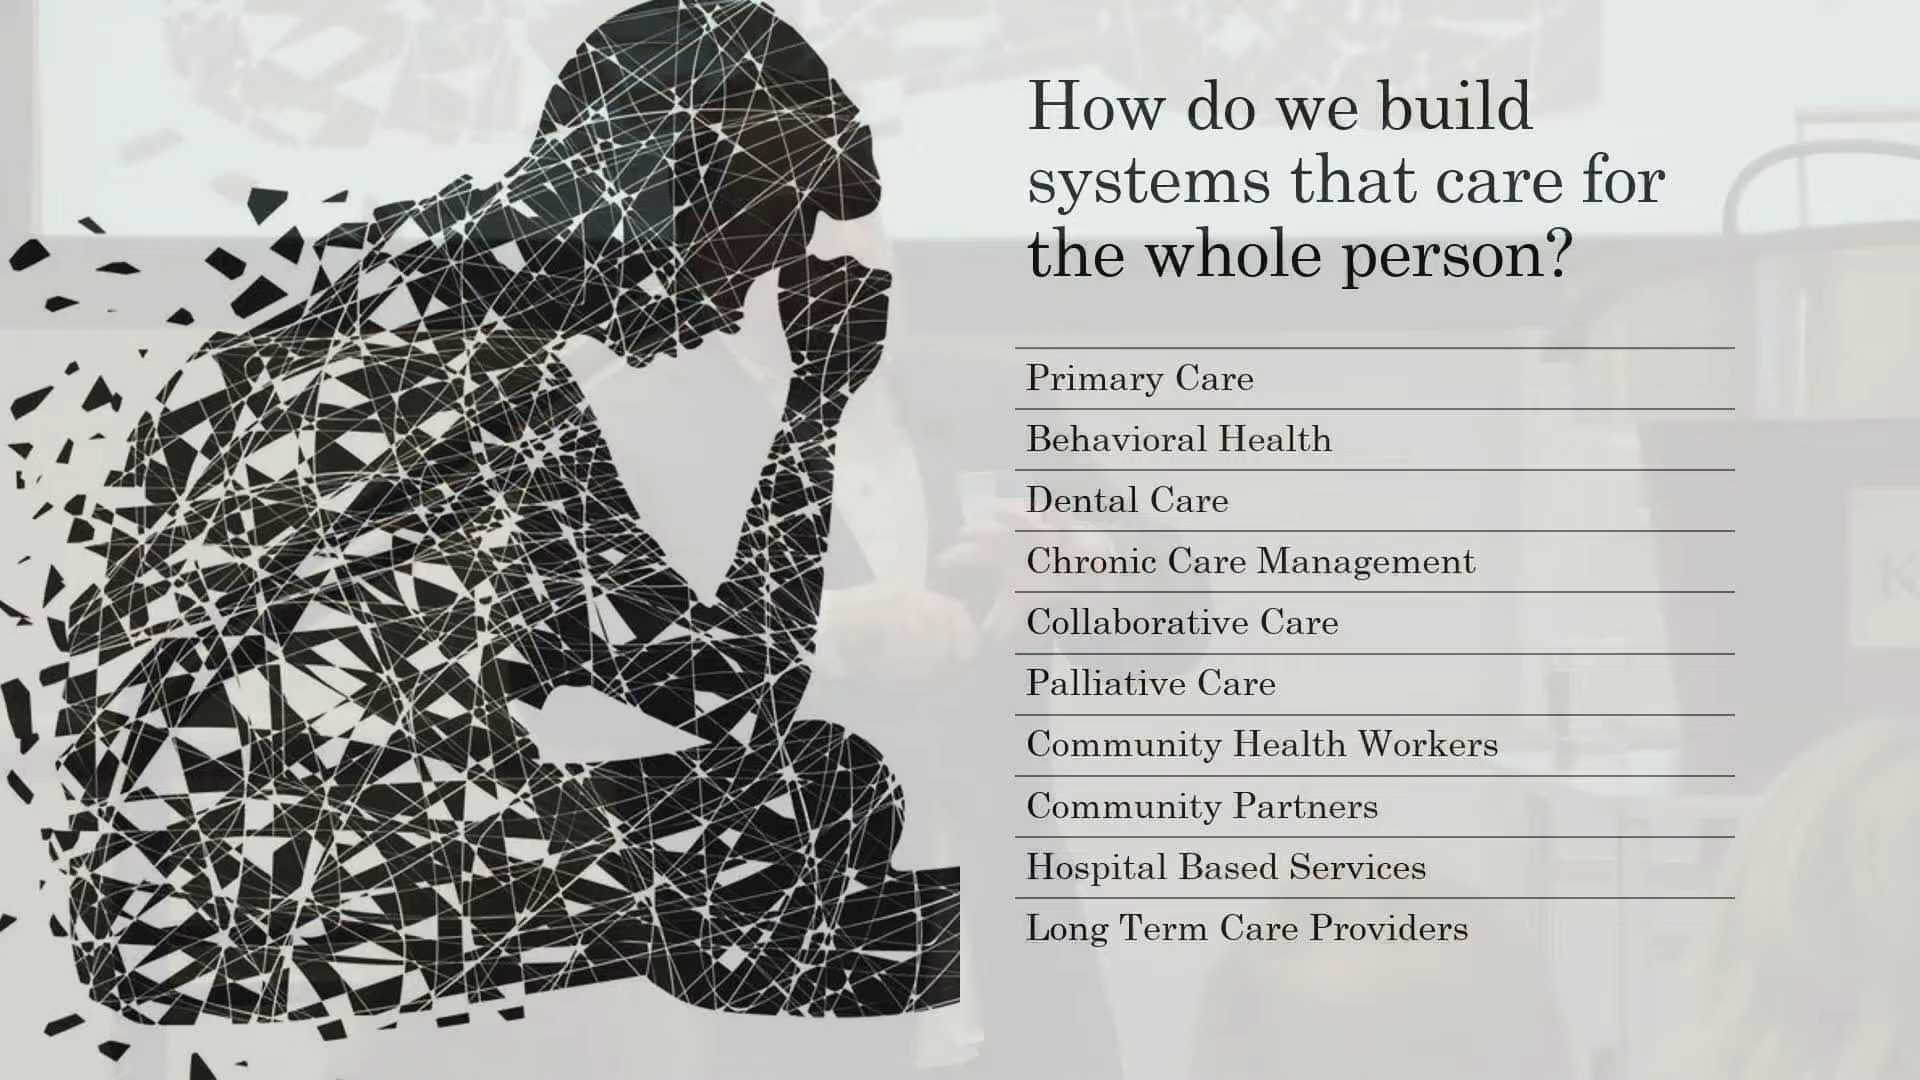 How do we build
systems that care for
the whole person?
Primary Care
Behavioral Health
Dental Care
Chronic Care Management
Collaborative Care
Palliative Care
Community Health Workers
Community Partners
Hospital Based Services
Long Term Care Providers